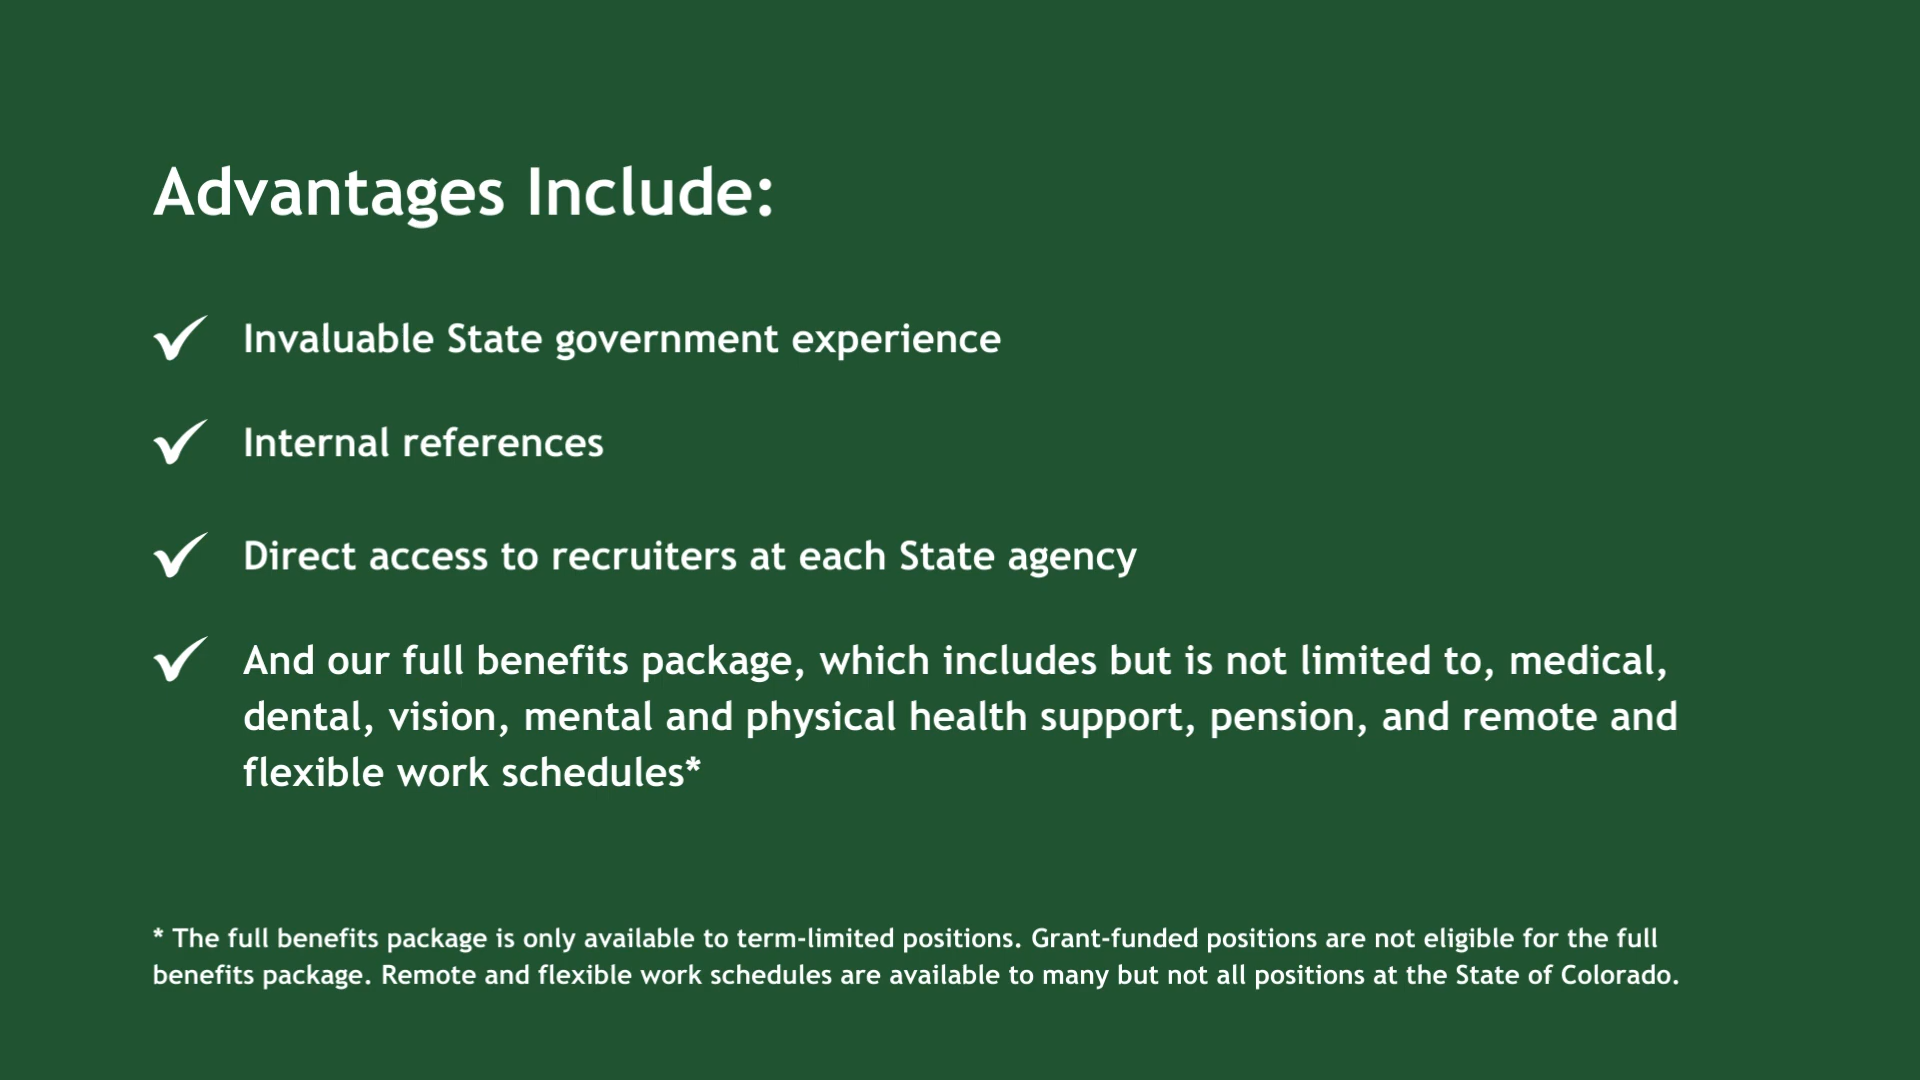 Advantages Include:
Invaluable State government experience
Internal references
Direct access to recruiters at each State agency
And our full benefits package, which includes but is not limited to, medical,
dental, vision, mental and physical health support, pension, and remote and
flexible work schedules*
* The full benefits package is only available to term-limited positions. Grant-funded positions are not eligible for the full
benefits package. Remote and flexible work schedules are available to many but not all positions at the State of Colorado.